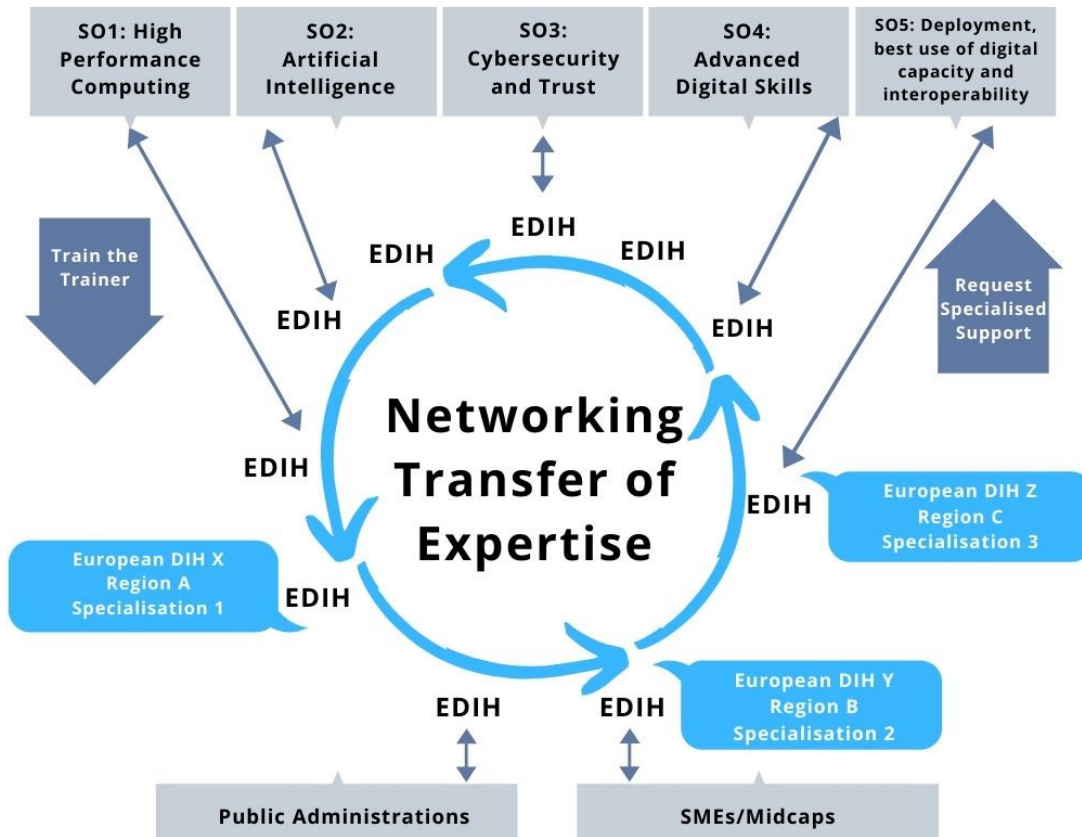 SO1: High
Performance
Computing
SO2:
Artificial
Intelligence
SO3:
Cybersecurity
and Trust
SO4:
Advanced
Digital Skills
SO5: Deployment,
best use of digital
capacity and
interoperability
Train the
Trainer
Request
Specialised
Support
EDIH
EDIH
EDIH
EDIH
EDIH
EDIH
EDIH
EDIH
EDIH
EDIH
Networking
Transfer of
Expertise
European DIH Z
Region C
Specialisation 3
European DIH X
Region A
Specialisation 1
European DIH Y
Region B
Specialisation 2
Public Administrations
SMEs/Midcaps